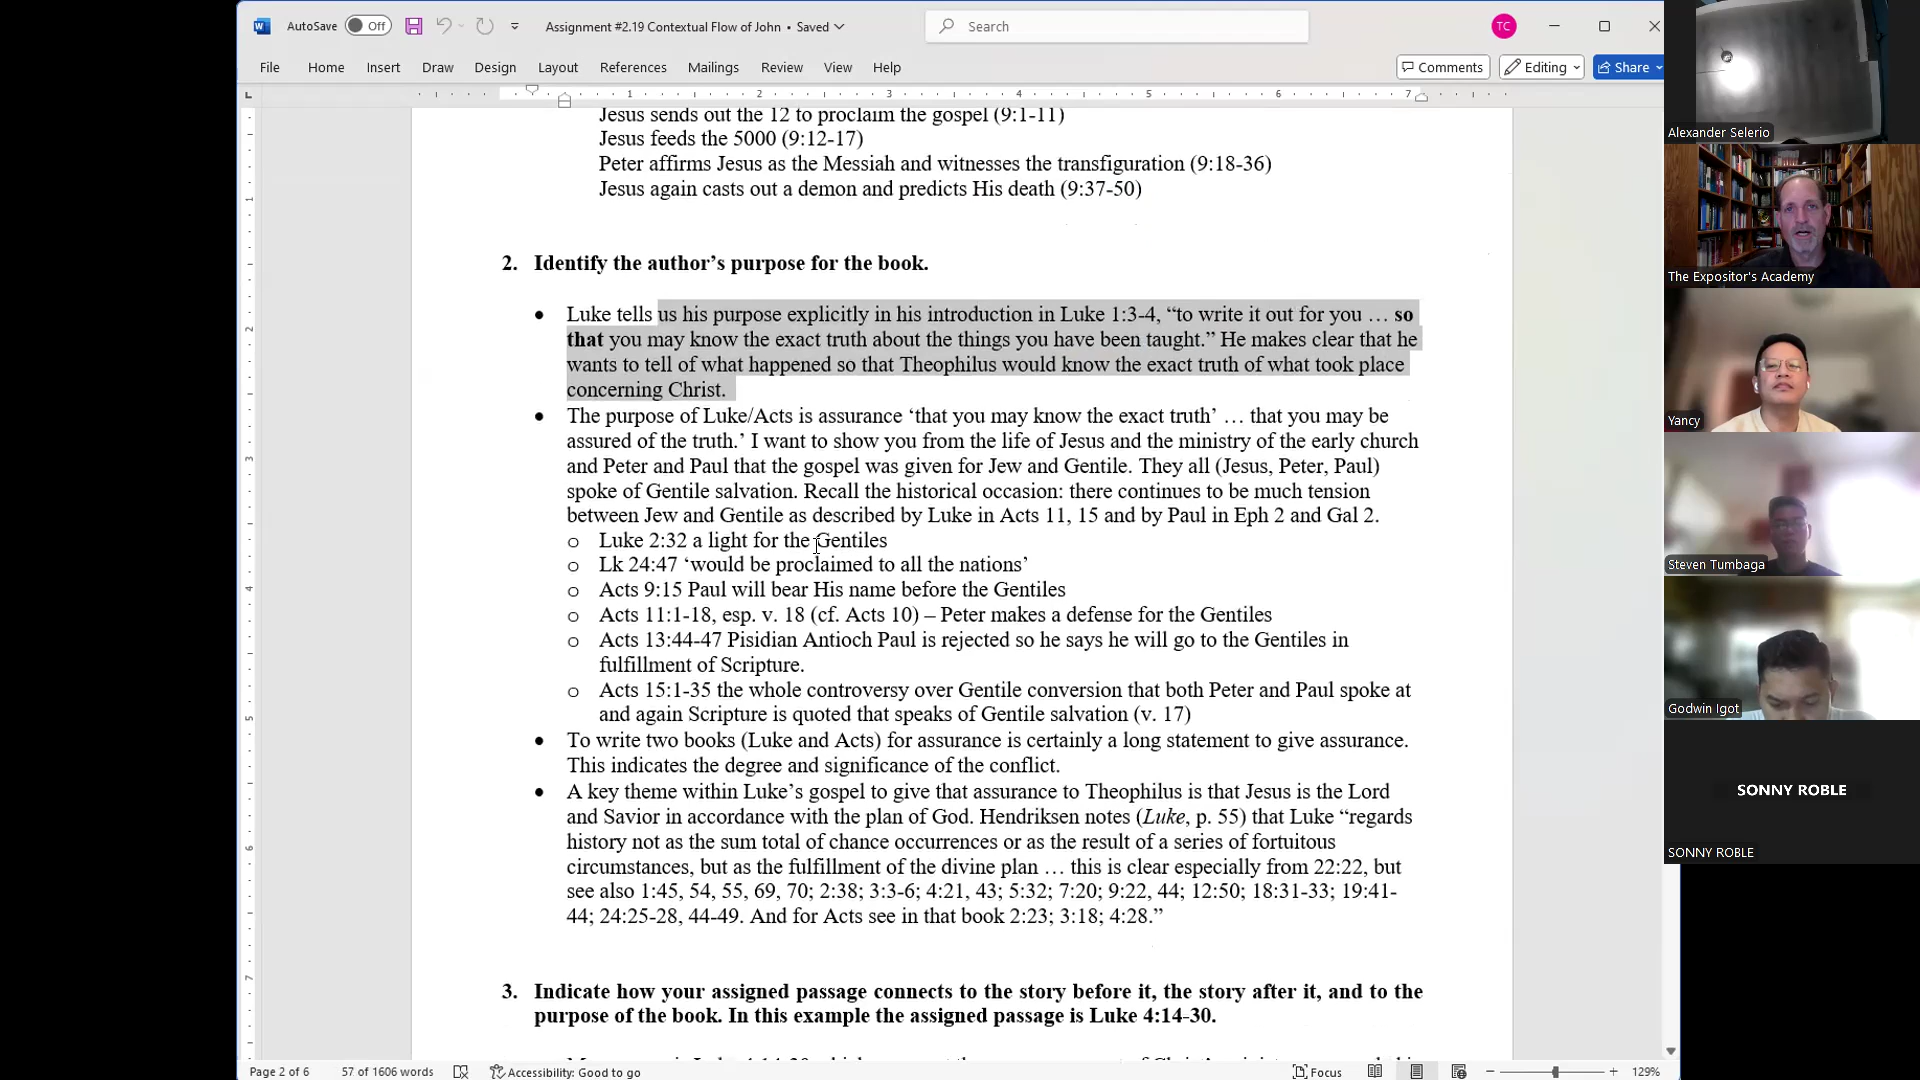 AutoSave Off Assignment #2.19 Contextual Flow of John • Saved Search TC
File Home Insert Draw Design Layout References Mailings Review View Help Comments Editing Share
1 2 3 4 5 6 7
Jesus sends out the 12 to proclaim the gospel (9:1-11)
Jesus feeds the 5000 (9:12-17)
Peter affirms Jesus as the Messiah and witnesses the transfiguration (9:18-36)
Jesus again casts out a demon and predicts His death (9:37-50)
2. Identify the author’s purpose for the book.
• Luke tells us his purpose explicitly in his introduction in Luke 1:3-4, “to write it out for you … so
that you may know the exact truth about the things you have been taught.” He makes clear that he
wants to tell of what happened so that Theophilus would know the exact truth of what took place
concerning Christ.
• The purpose of Luke/Acts is assurance ‘that you may know the exact truth’ … that you may be
assured of the truth.’ I want to show you from the life of Jesus and the ministry of the early church
and Peter and Paul that the gospel was given for Jew and Gentile. They all (Jesus, Peter, Paul)
spoke of Gentile salvation. Recall the historical occasion: there continues to be much tension
between Jew and Gentile as described by Luke in Acts 11, 15 and by Paul in Eph 2 and Gal 2.
o Luke 2:32 a light for the Gentiles
o Lk 24:47 ‘would be proclaimed to all the nations’
o Acts 9:15 Paul will bear His name before the Gentiles
o Acts 11:1-18, esp. v. 18 (cf. Acts 10) – Peter makes a defense for the Gentiles
o Acts 13:44-47 Pisidian Antioch Paul is rejected so he says he will go to the Gentiles in
fulfillment of Scripture.
o Acts 15:1-35 the whole controversy over Gentile conversion that both Peter and Paul spoke at
and again Scripture is quoted that speaks of Gentile salvation (v. 17)
• To write two books (Luke and Acts) for assurance is certainly a long statement to give assurance.
This indicates the degree and significance of the conflict.
• A key theme within Luke’s gospel to give that assurance to Theophilus is that Jesus is the Lord
and Savior in accordance with the plan of God. Hendriksen notes (Luke, p. 55) that Luke “regards
history not as the sum total of chance occurrences or as the result of a series of fortuitous
circumstances, but as the fulfillment of the divine plan … this is clear especially from 22:22, but
see also 1:45, 54, 55, 69, 70; 2:38; 3:3-6; 4:21, 43; 5:32; 7:20; 9:22, 44; 12:50; 18:31-33; 19:41-
44; 24:25-28, 44-49. And for Acts see in that book 2:23; 3:18; 4:28.”
3. Indicate how your assigned passage connects to the story before it, the story after it, and to the
purpose of the book. In this example the assigned passage is Luke 4:14-30.
Page 2 of 6 57 of 1606 words Accessibility: Good to go Focus 129%
Alexander Selerio
The Expositor's Academy
Yancy
Steven Tumbaga
Godwin Igot
SONNY ROBLE
SONNY ROBLE